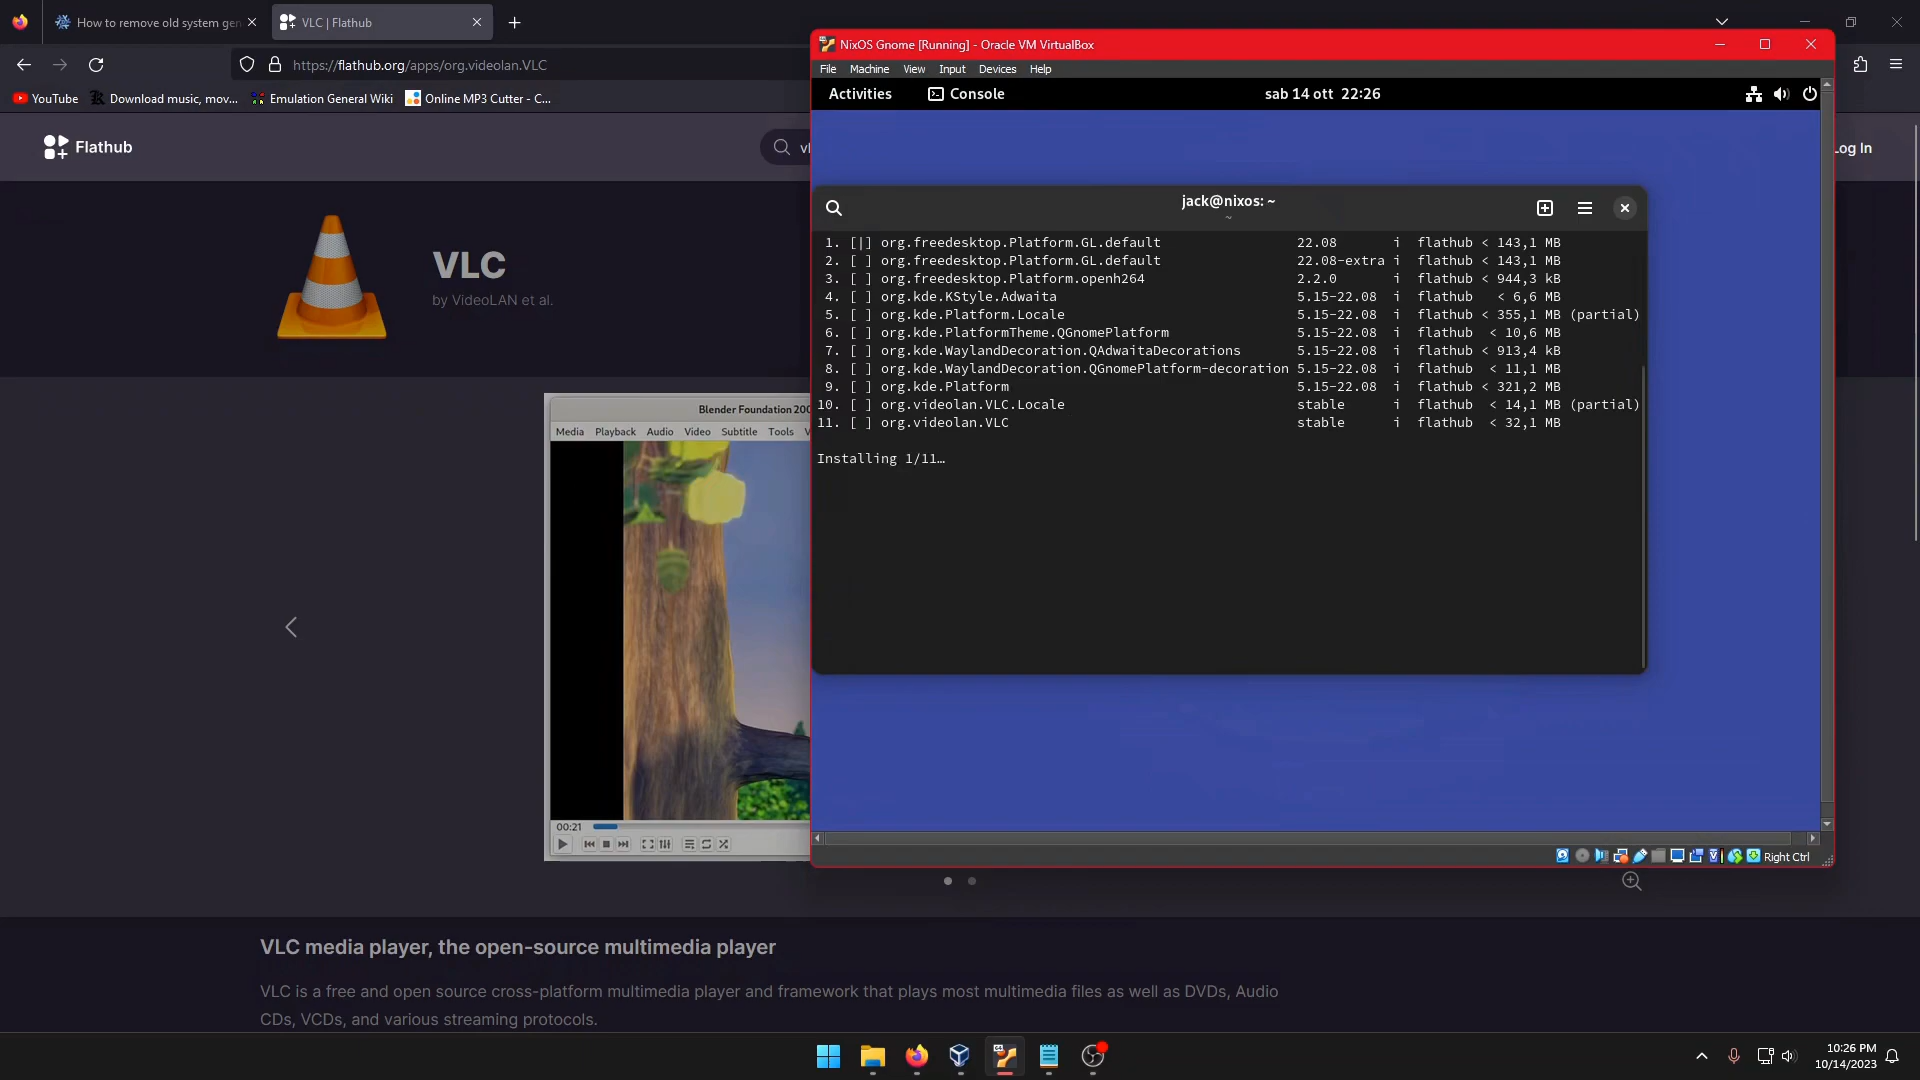 How to remove old system gen
VLC | Flathub
https://flathub.org/apps/org.videolan.VLC
YouTube
Download music, mov...
Emulation General Wiki
Online MP3 Cutter - C...
Flathub
vl
Log In
VLC
by VideoLAN et al.
Blender Foundation 200
Media Playback Audio Video Subtitle Tools V
00:21
NixOS Gnome [Running] - Oracle VM VirtualBox
File Machine View Input Devices Help
Activities
Console
sab 14 ott 22:26
jack@nixos: ~
~
1. [|] org.freedesktop.Platform.GL.default 22.08 i flathub < 143,1 MB
2. [ ] org.freedesktop.Platform.GL.default 22.08-extra i flathub < 143,1 MB
3. [ ] org.freedesktop.Platform.openh264 2.2.0 i flathub < 944,3 kB
4. [ ] org.kde.KStyle.Adwaita 5.15-22.08 i flathub < 6,6 MB
5. [ ] org.kde.Platform.Locale 5.15-22.08 i flathub < 355,1 MB (partial)
6. [ ] org.kde.PlatformTheme.QGnomePlatform 5.15-22.08 i flathub < 10,6 MB
7. [ ] org.kde.WaylandDecoration.QAdwaitaDecorations 5.15-22.08 i flathub < 913,4 kB
8. [ ] org.kde.WaylandDecoration.QGnomePlatform-decoration 5.15-22.08 i flathub < 11,1 MB
9. [ ] org.kde.Platform 5.15-22.08 i flathub < 321,2 MB
10. [ ] org.videolan.VLC.Locale stable i flathub < 14,1 MB (partial)
11. [ ] org.videolan.VLC stable i flathub < 32,1 MB
Installing 1/11…
Right Ctrl
VLC media player, the open-source multimedia player
VLC is a free and open source cross-platform multimedia player and framework that plays most multimedia files as well as DVDs, Audio
CDs, VCDs, and various streaming protocols.
10:26 PM
10/14/2023